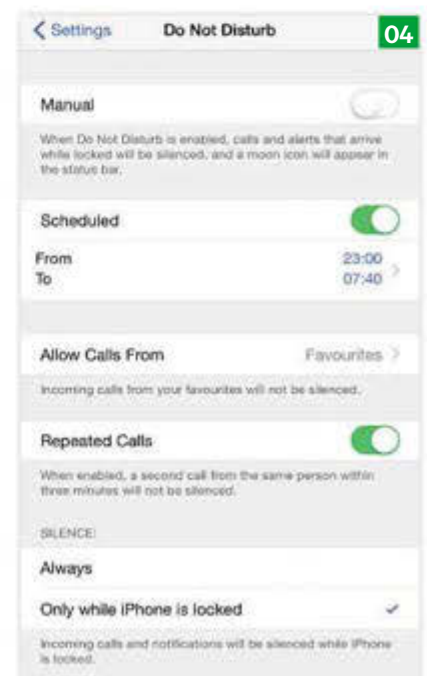 Settings Do Not Disturb 04
Manual
When Do Not Disturb is enabled, calls and alerts that arrive
while locked will be silenced, and a moon icon will appear in
the status bar.
Scheduled
From 23:00
To 07:40
Allow Calls From Favourites
Incoming calls from your favourites will not be silenced.
Repeated Calls
When enabled, a second call from the same person within
three minutes will not be silenced.
SILENCE:
Always
Only while iPhone is locked
Incoming calls and notifications will be silenced while iPhone
is locked.